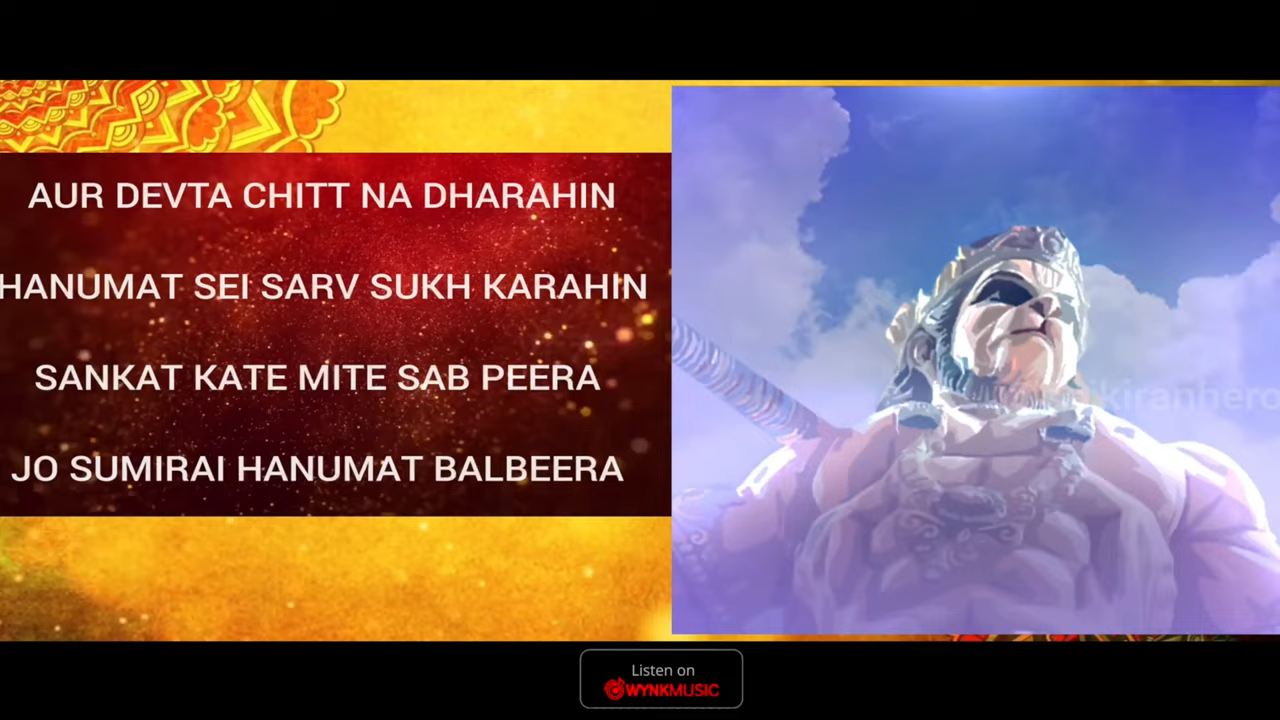 AUR DEVTA CHITT NA DHARAHIN
HANUMAT SEI SARV SUKH KARAHIN
SANKAT KATE MITE SAB PEERA
JO SUMIRAI HANUMAT BALBEERA
kiranhero
Listen on
WYNKMUSIC